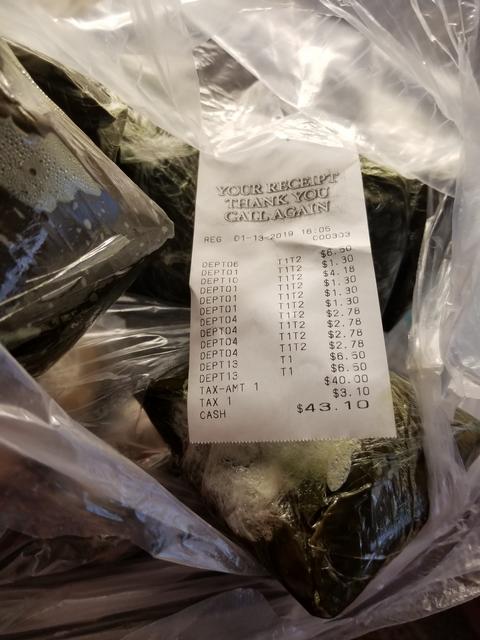 YOUR RECEIPT
THANK YOU
CALL AGAIN
REG 01-13-2019 16:05
000303
DEPT06 T1T2 $6.50
DEPT01 T1T2 $1.30
DEPT10 T1T2 $4.18
DEPT01 T1T2 $1.30
DEPT01 T1T2 $1.30
DEPT01 T1T2 $1.30
DEPT04 T1T2 $2.78
DEPT04 T1T2 $2.78
DEPT04 T1T2 $2.78
DEPT04 T1T2 $2.78
DEPT13 T1 $6.50
DEPT13 T1 $6.50
TAX-AMT 1 $40.00
TAX 1 $3.10
CASH $43.10